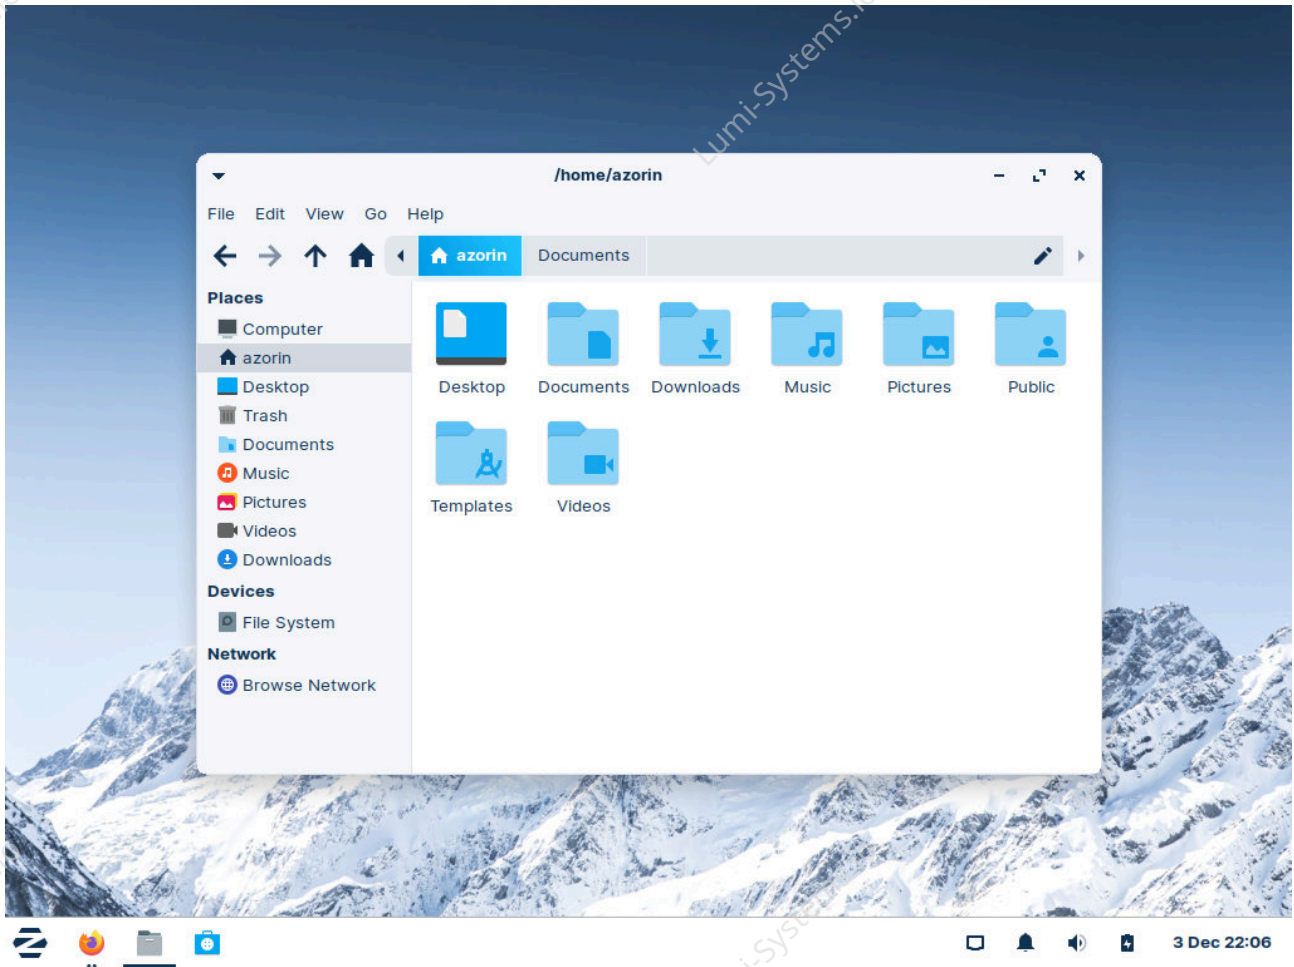 Lumi-Systems.i
/home/azorin
File Edit View Go Help
azorin Documents
Places
Computer
azorin
Desktop
Trash
Documents
Music
Pictures
Videos
Downloads
Devices
File System
Network
Browse Network
Desktop Documents Downloads Music Pictures Public
Templates Videos
3 Dec 22:06